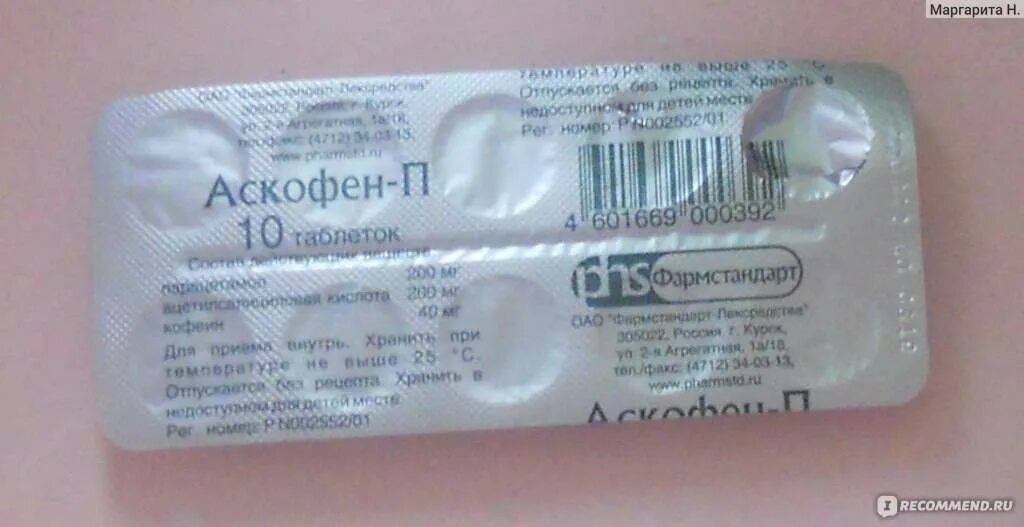 Маргарита Н.
ОАО "Фармстандарт-Лексредства"
305022, Россия, г. Курск,
ул. 2-я Агрегатная, 1а/18,
тел./факс: (4712) 34-03-13,
www.pharmstd.ru
Аскофен-П
10 таблеток
Состав действующих веществ
парацетамол 200 мг
ацетилсалициловая кислота 200 мг
кофеин 40 мг
Для приема внутрь. Хранить при
температуре не выше 25 °С.
Отпускается без рецепта. Хранить в
недоступном для детей месте
Рег. номер: P N002552/01
температуре не выше 25 °С.
Отпускается без рецепта. Хранить в
недоступном для детей месте
Рег. номер: P N002552/01
4 601669 000392
phs Фармстандарт
ОАО "Фармстандарт-Лексредства"
305022, Россия, г. Курск,
ул. 2-я Агрегатная, 1а/18,
тел./факс: (4712) 34-03-13,
www.pharmstd.ru
Аскофен-П
IRECOMMEND.RU